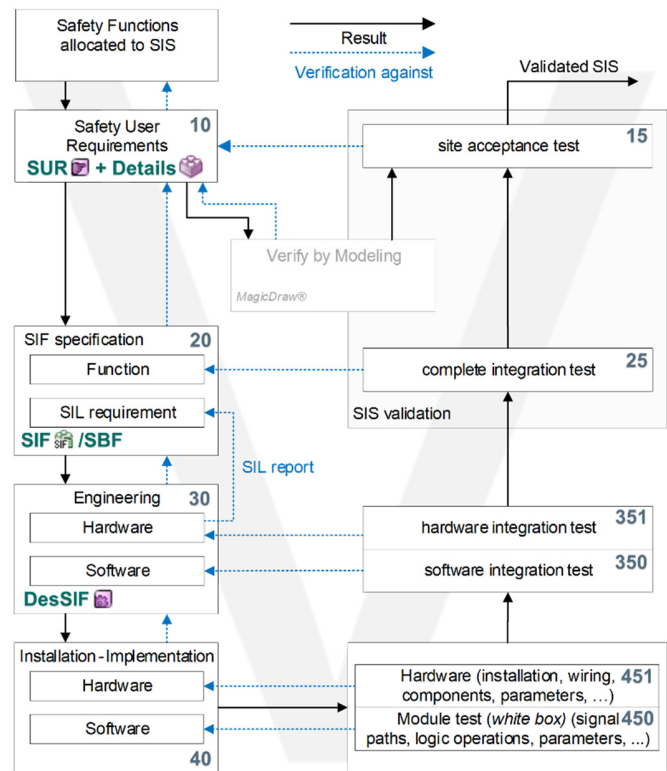 Safety Functions
allocated to SIS
Result
Verification against
Validated SIS
Safety User
Requirements
10
SUR + Details
site acceptance test
15
Verify by Modeling
MagicDraw®
SIF specification
20
Function
SIL requirement
SIF SIF /SBF
complete integration test
25
SIS validation
SIL report
Engineering
30
Hardware
Software
DesSIF
hardware integration test
351
software integration test
350
Installation-Implementation
Hardware
Software
40
Hardware (installation, wiring,
components, parameters, …)
451
Module test (white box) (signal
paths, logic operations, parameters, ...)
450